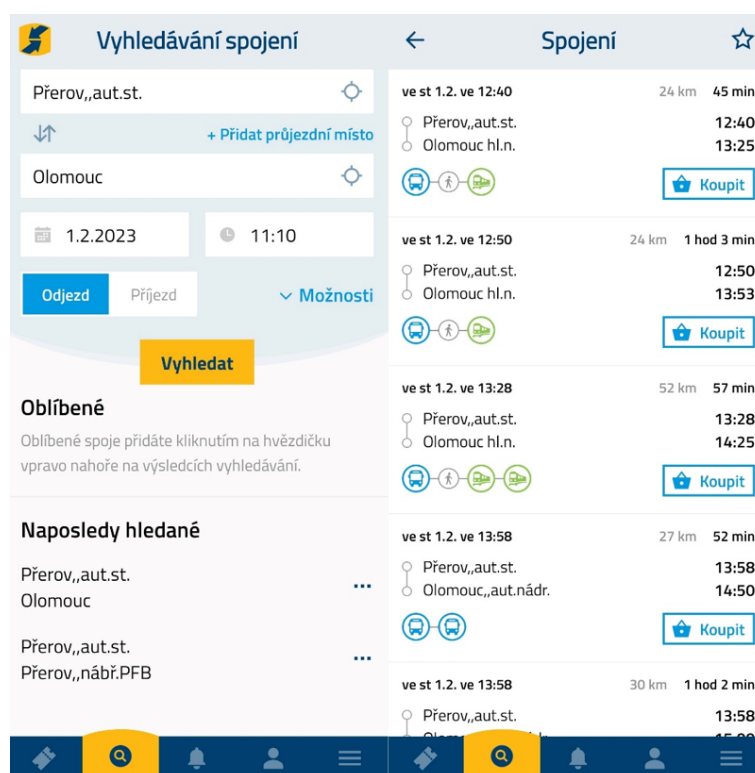 Vyhledávání spojení
Přerov,,aut.st.
+ Přidat průjezdní místo
Olomouc
1.2.2023 11:10
Odjezd Příjezd Možnosti
Vyhledat
Oblíbené
Oblíbené spoje přidáte kliknutím na hvězdičku
vpravo nahoře na výsledcích vyhledávání.
Naposledy hledané
Přerov,,aut.st.
Olomouc
Přerov,,aut.st.
Přerov,,nábř.PFB
Spojení
ve st 1.2. ve 12:40 24 km 45 min
Přerov,,aut.st. 12:40
Olomouc hl.n. 13:25
Koupit
ve st 1.2. ve 12:50 24 km 1 hod 3 min
Přerov,,aut.st. 12:50
Olomouc hl.n. 13:53
Koupit
ve st 1.2. ve 13:28 52 km 57 min
Přerov,,aut.st. 13:28
Olomouc hl.n. 14:25
Koupit
ve st 1.2. ve 13:58 27 km 52 min
Přerov,,aut.st. 13:58
Olomouc,,aut.nádr. 14:50
Koupit
ve st 1.2. ve 13:58 30 km 1 hod 2 min
Přerov,,aut.st. 13:58